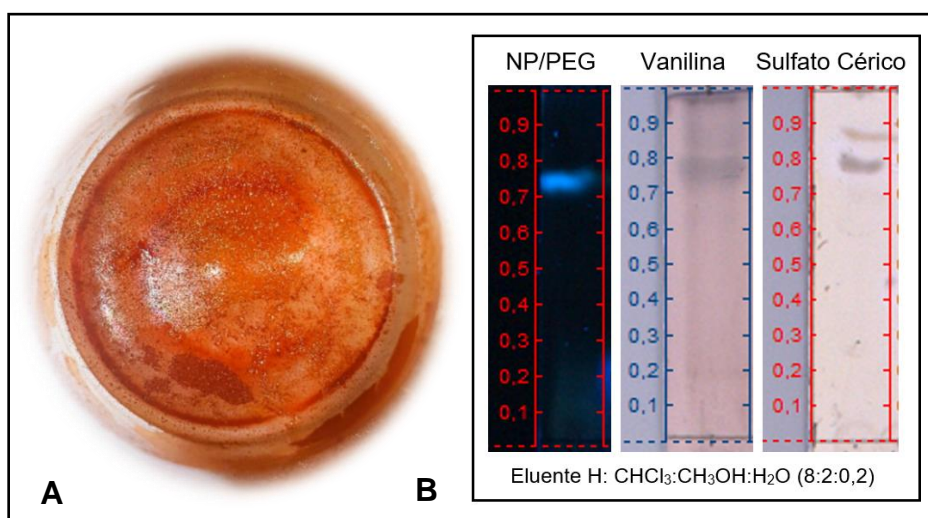 NP/PEG Vanilina Sulfato Cérico
0,9 0,9 0,9
0,8 0,8 0,8
0,7 0,7 0,7
0,6 0,6 0,6
0,5 0,5 0,5
0,4 0,4 0,4
0,3 0,3 0,3
0,2 0,2 0,2
0,1 0,1 0,1
Eluente H: CHCl₃:CH₃OH:H₂O (8:2:0,2)
A B